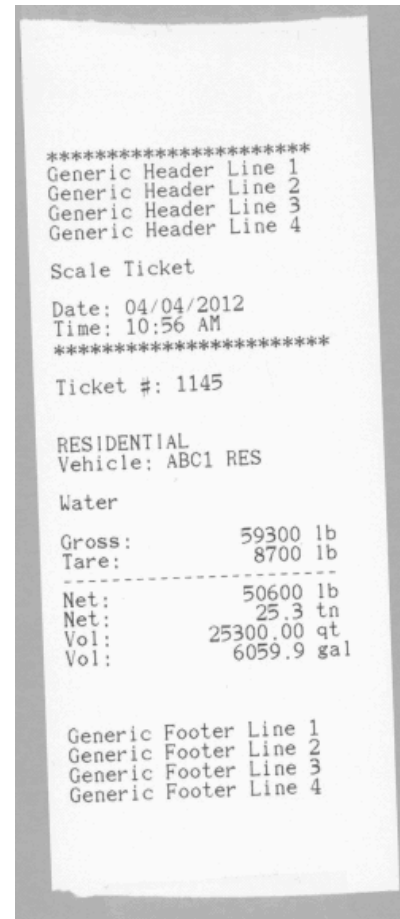 **********************
Generic Header Line 1
Generic Header Line 2
Generic Header Line 3
Generic Header Line 4
Scale Ticket
Date: 04/04/2012
Time: 10:56 AM
***********************
Ticket #: 1145
RESIDENTIAL
Vehicle: ABC1 RES
Water
Gross: 59300 lb
Tare: 8700 lb
-----------------------
Net: 50600 lb
Net: 25.3 tn
Vol: 25300.00 qt
Vol: 6059.9 gal
Generic Footer Line 1
Generic Footer Line 2
Generic Footer Line 3
Generic Footer Line 4